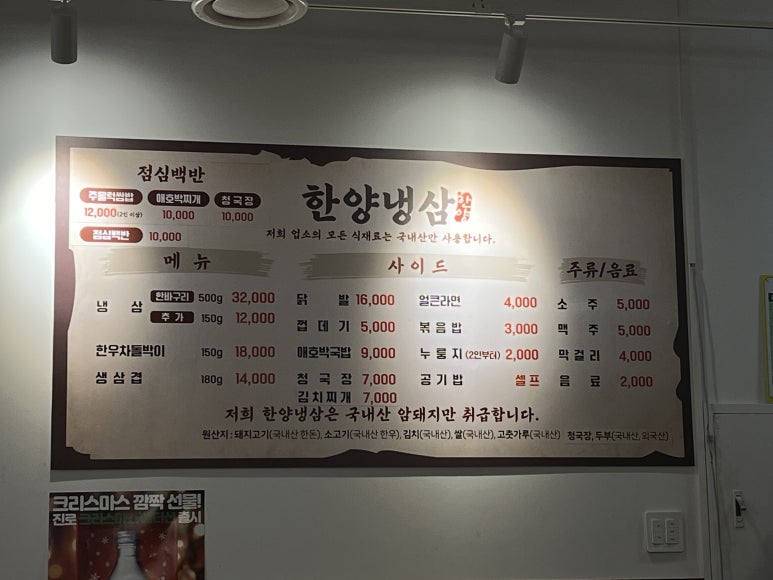 점심백반
주물럭쌈밥 애호박찌개 청국장
12,000(2인 이상) 10,000 10,000
점심백반 10,000
한양냉삼
저희 업소의 모든 식재료는 국내산만 사용합니다.
메뉴
냉삼 한바구리 500g 32,000
추가 150g 12,000
한우차돌박이 150g 18,000
생삼겹 180g 14,000
사이드
닭발 16,000
껍데기 5,000
애호박국밥 9,000
청국장 7,000
김치찌개 7,000
얼큰라면 4,000
볶음밥 3,000
누룽지(2인부터) 2,000
공기밥 셀프
주류/음료
소주 5,000
맥주 5,000
막걸리 4,000
음료 2,000
저희 한양냉삼은 국내산 암돼지만 취급합니다.
원산지 : 돼지고기(국내산 한돈), 소고기(국내산 한우), 김치(국내산), 쌀(국내산), 고춧가루(국내산) 청국장, 두부(국내산, 외국산)
크리스마스 깜짝 선물!
진로 크리스마스 출시